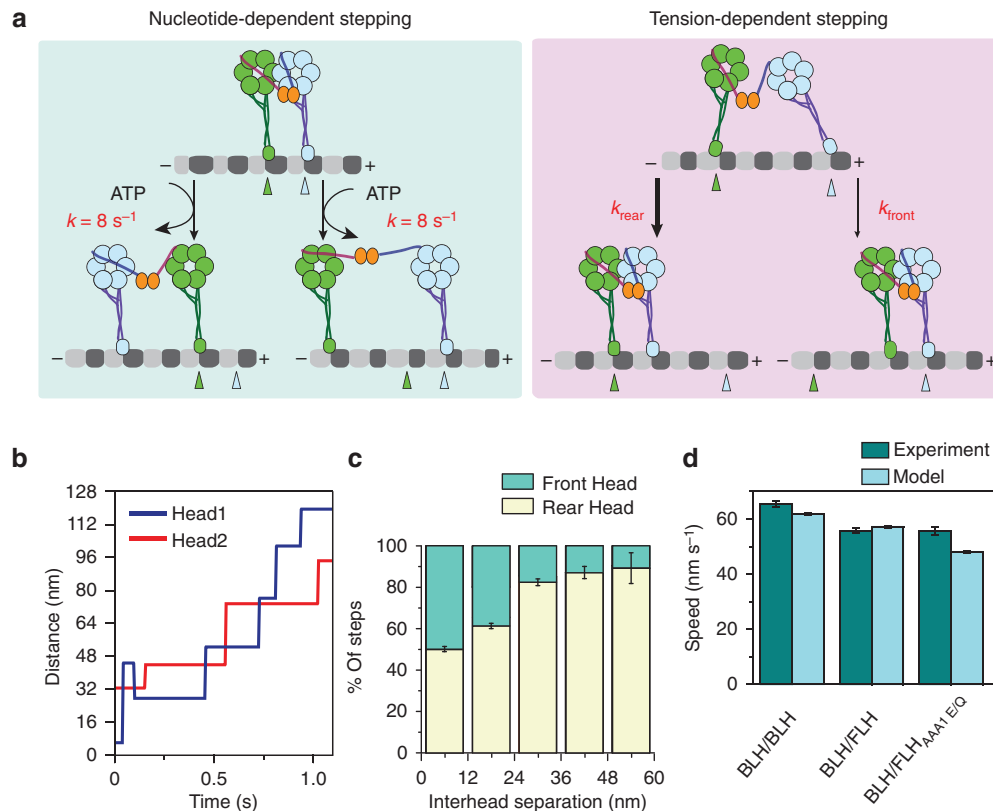 a
Nucleotide-dependent stepping
Tension-dependent stepping
– +
– +
ATP ATP
k = 8 s–1 k = 8 s–1
krear kfront
– + – +
– + – +
b
Head1
Head2
Distance (nm)
128
112
96
80
64
48
32
16
0
0 0.5 1.0
Time (s)
c
Front Head
Rear Head
% Of steps
100
80
60
40
20
0
0 12 24 36 48 60
Interhead separation (nm)
d
Experiment
Model
Speed (nm s–1)
60
40
20
0
BLH/BLH
BLH/FLH
BLH/FLHAAA1 E/Q